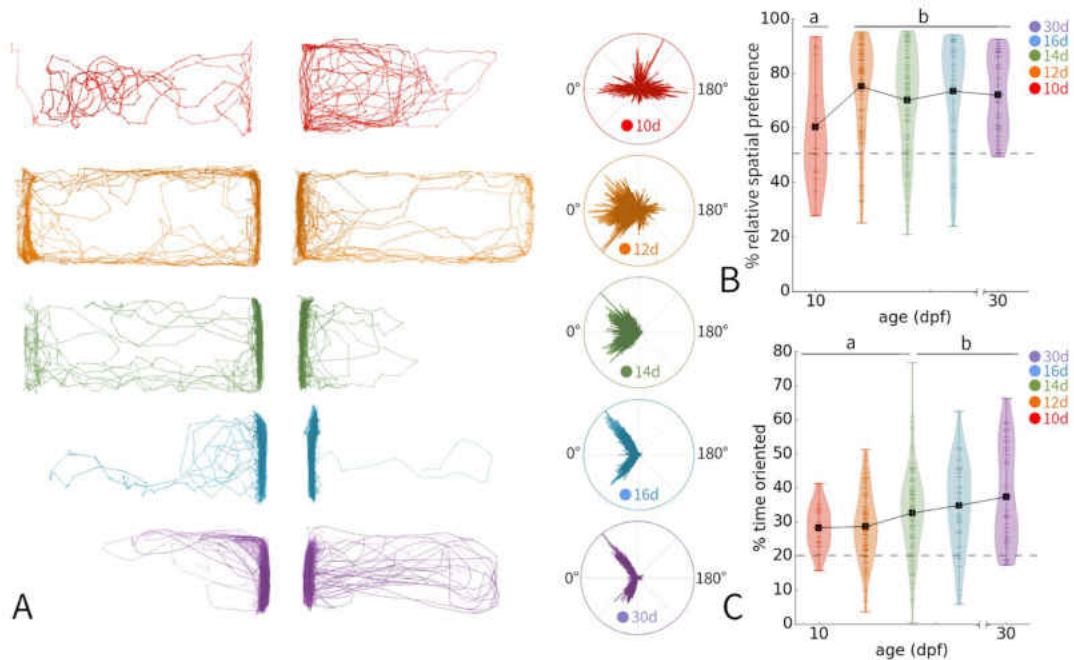 0°
180°
10d
0°
180°
12d
0°
180°
14d
0°
180°
16d
0°
180°
30d
A
% relative spatial preference
100
80
60
40
20
0
a
b
10
30
age (dpf)
30d
16d
14d
12d
10d
B
% time oriented
80
70
60
50
40
30
20
10
0
a
b
10
30
age (dpf)
30d
16d
14d
12d
10d
C